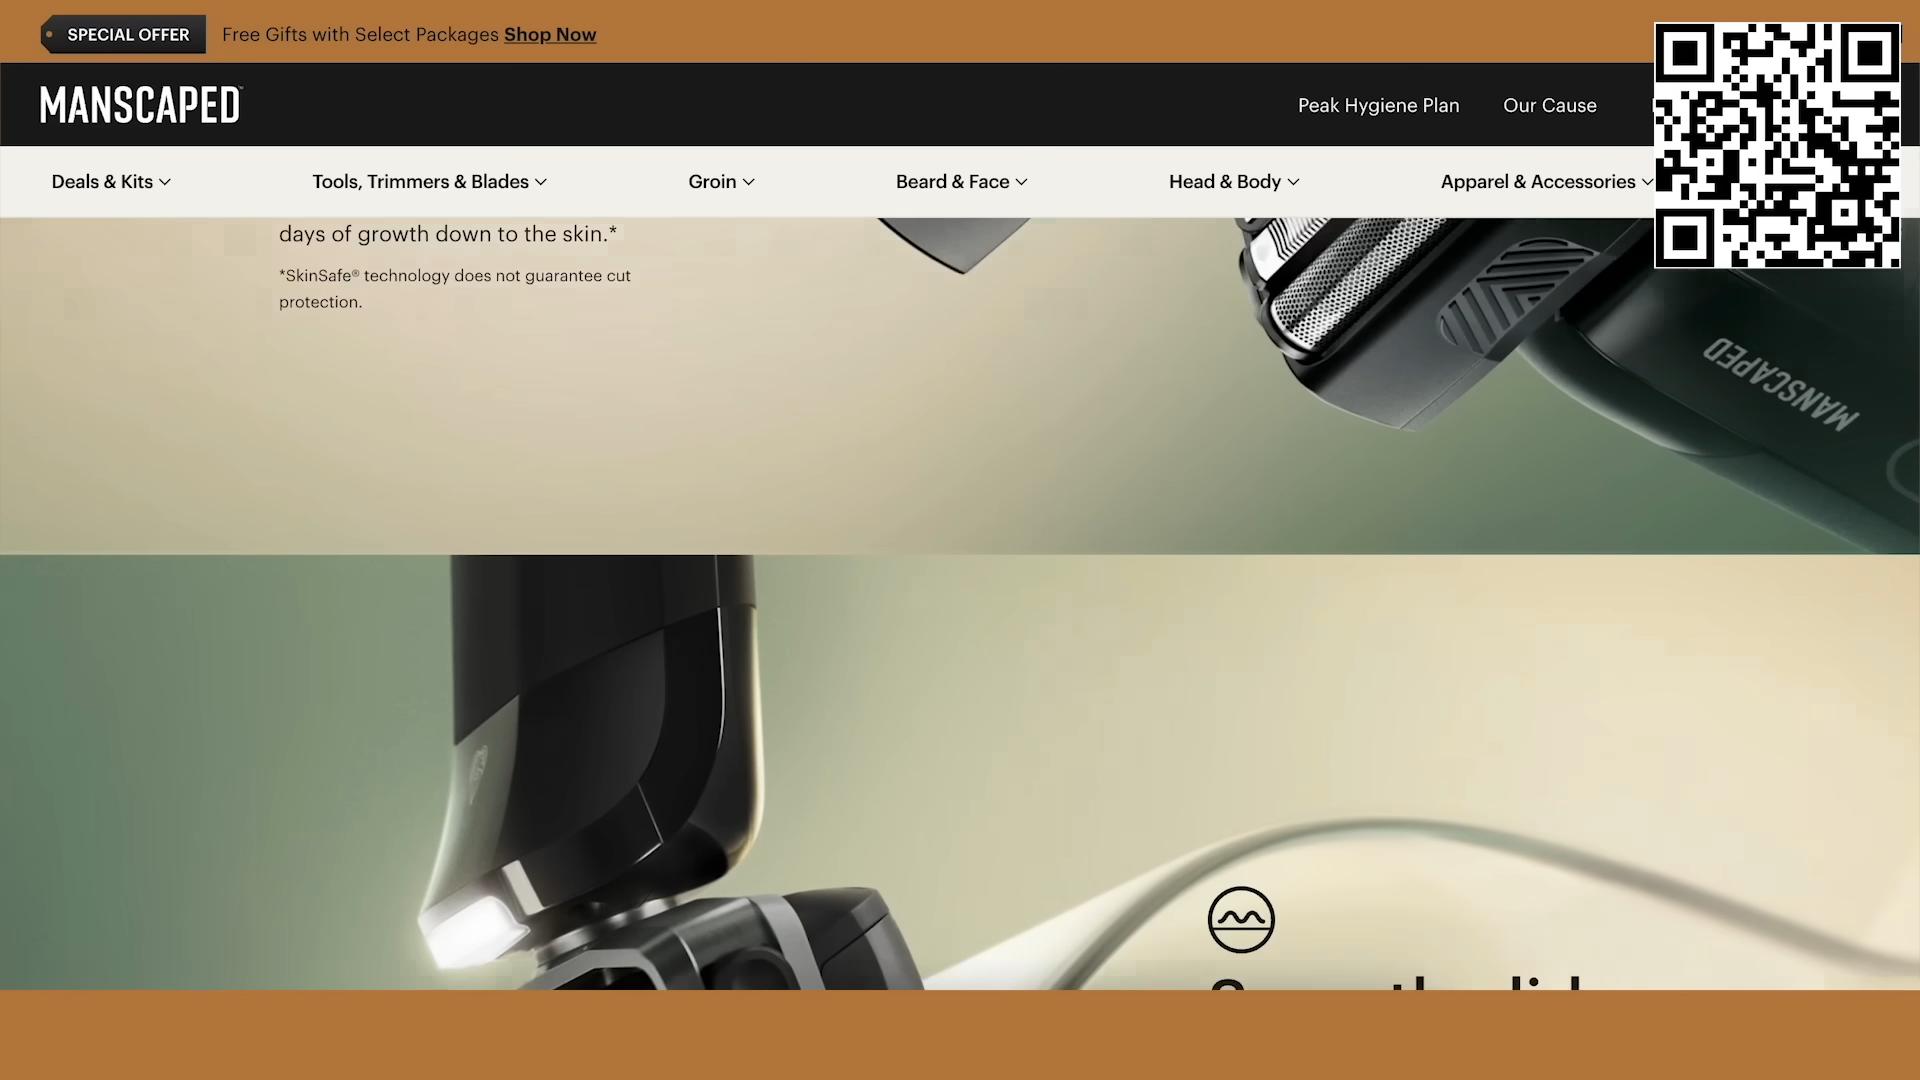 SPECIAL OFFER Free Gifts with Select Packages Shop Now
MANSCAPED
Peak Hygiene Plan Our Cause
Deals & Kits Tools, Trimmers & Blades Groin Beard & Face Head & Body Apparel & Accessories
days of growth down to the skin.*
*SkinSafe® technology does not guarantee cut
protection.
MANSCAPED